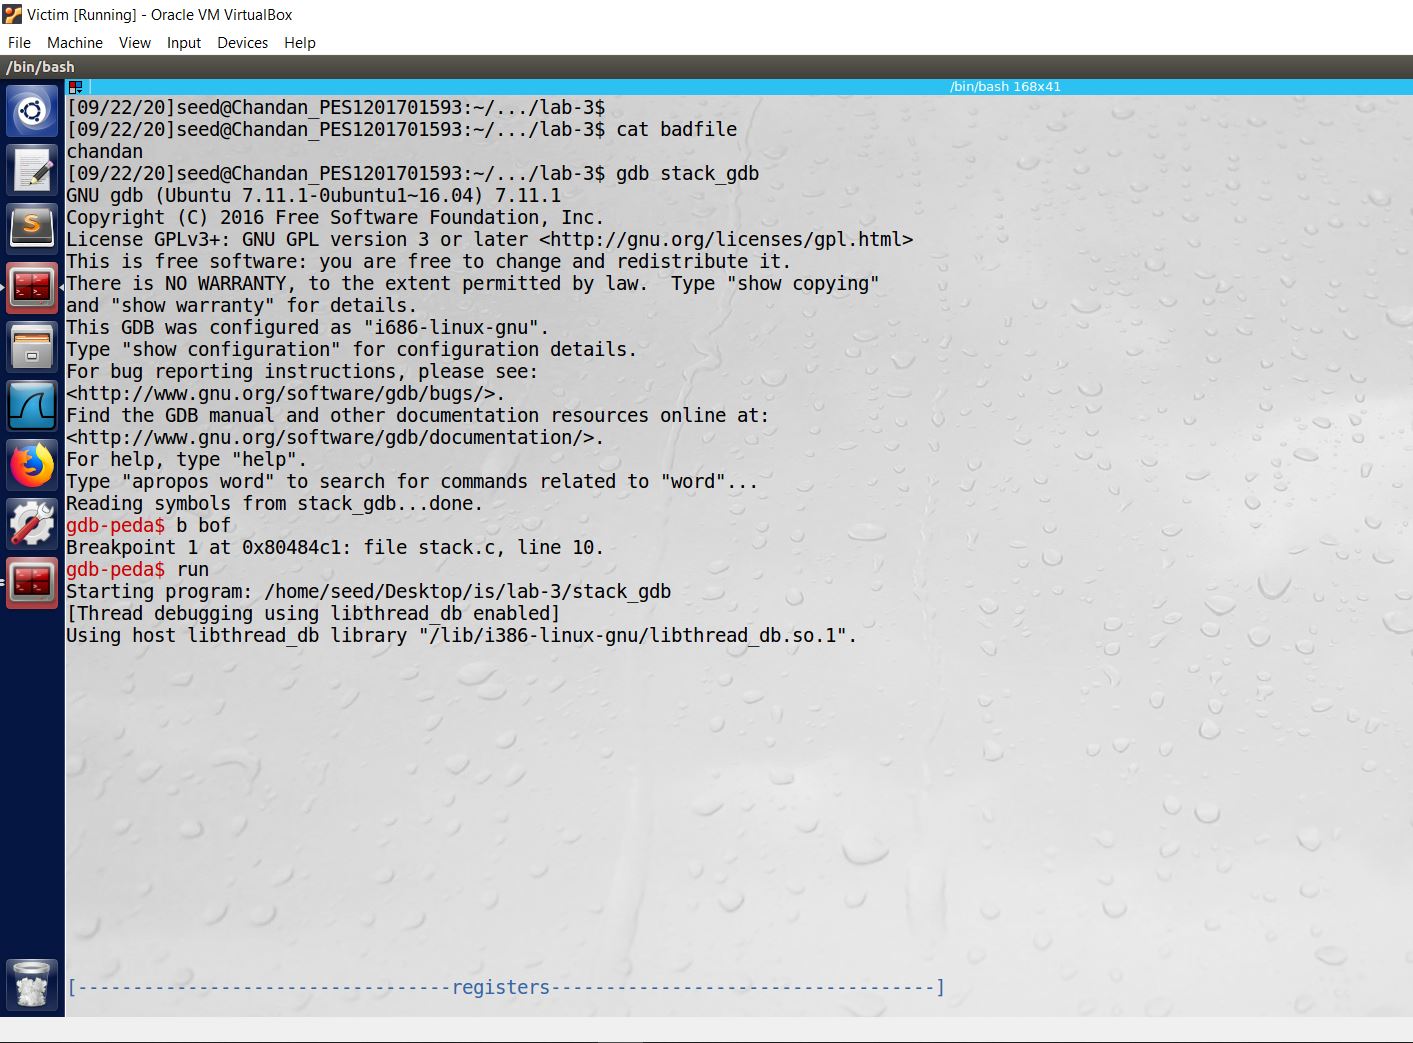 Victim [Running] - Oracle VM VirtualBox
File Machine View Input Devices Help
/bin/bash
/bin/bash 168x41
[09/22/20]seed@Chandan_PES1201701593:~/.../lab-3$
[09/22/20]seed@Chandan_PES1201701593:~/.../lab-3$ cat badfile
chandan
[09/22/20]seed@Chandan_PES1201701593:~/.../lab-3$ gdb stack_gdb
GNU gdb (Ubuntu 7.11.1-0ubuntu1~16.04) 7.11.1
Copyright (C) 2016 Free Software Foundation, Inc.
License GPLv3+: GNU GPL version 3 or later <http://gnu.org/licenses/gpl.html>
This is free software: you are free to change and redistribute it.
There is NO WARRANTY, to the extent permitted by law.  Type "show copying"
and "show warranty" for details.
This GDB was configured as "i686-linux-gnu".
Type "show configuration" for configuration details.
For bug reporting instructions, please see:
<http://www.gnu.org/software/gdb/bugs/>.
Find the GDB manual and other documentation resources online at:
<http://www.gnu.org/software/gdb/documentation/>.
For help, type "help".
Type "apropos word" to search for commands related to "word"...
Reading symbols from stack_gdb...done.
gdb-peda$ b bof
Breakpoint 1 at 0x80484c1: file stack.c, line 10.
gdb-peda$ run
Starting program: /home/seed/Desktop/is/lab-3/stack_gdb
[Thread debugging using libthread_db enabled]
Using host libthread_db library "/lib/i386-linux-gnu/libthread_db.so.1".
[----------------------------------registers-----------------------------------]